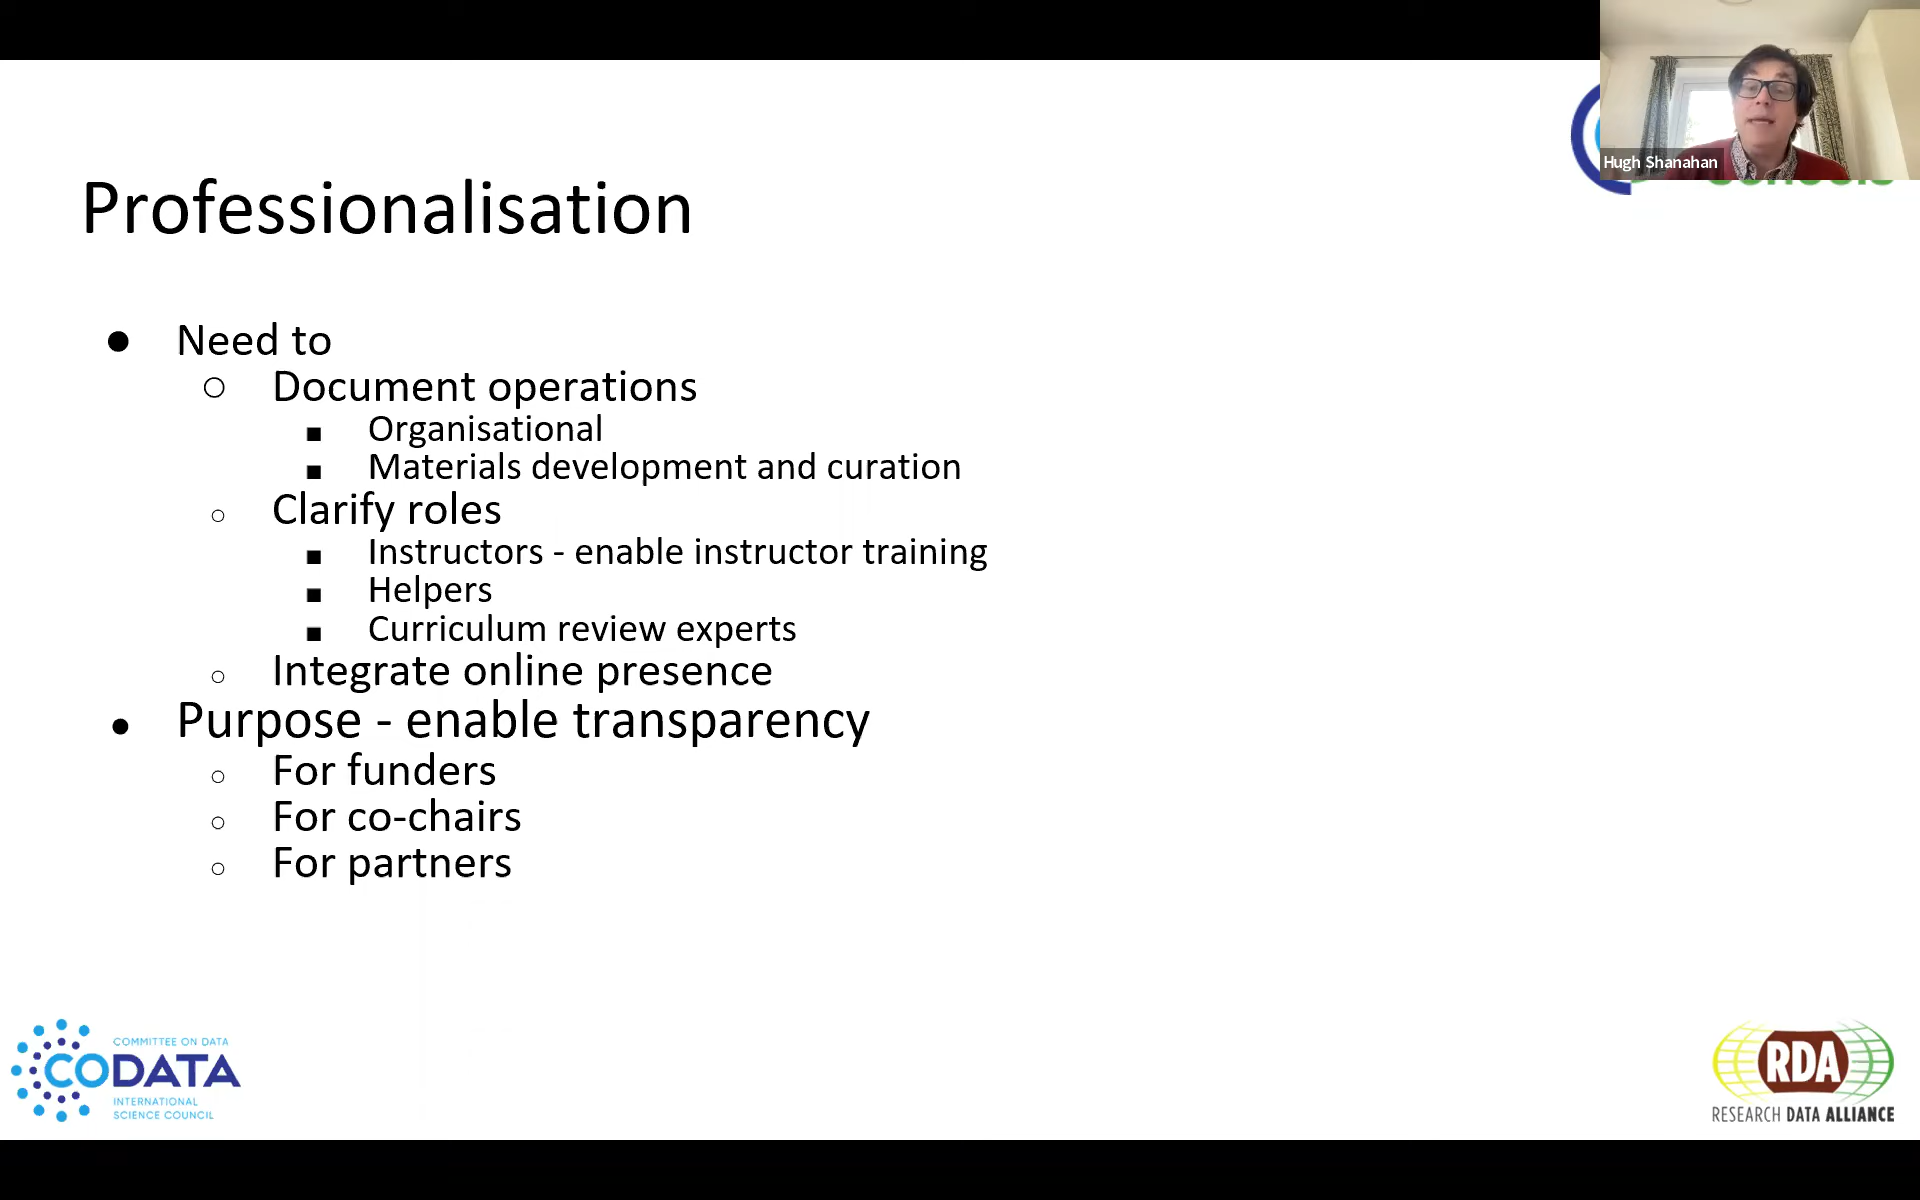 Hugh Shanahan
Professionalisation
Need to
Document operations
Organisational
Materials development and curation
Clarify roles
Instructors - enable instructor training
Helpers
Curriculum review experts
Integrate online presence
Purpose - enable transparency
For funders
For co-chairs
For partners
COMMITTEE ON DATA
CODATA
INTERNATIONAL
SCIENCE COUNCIL
RDA
RESEARCH DATA ALLIANCE